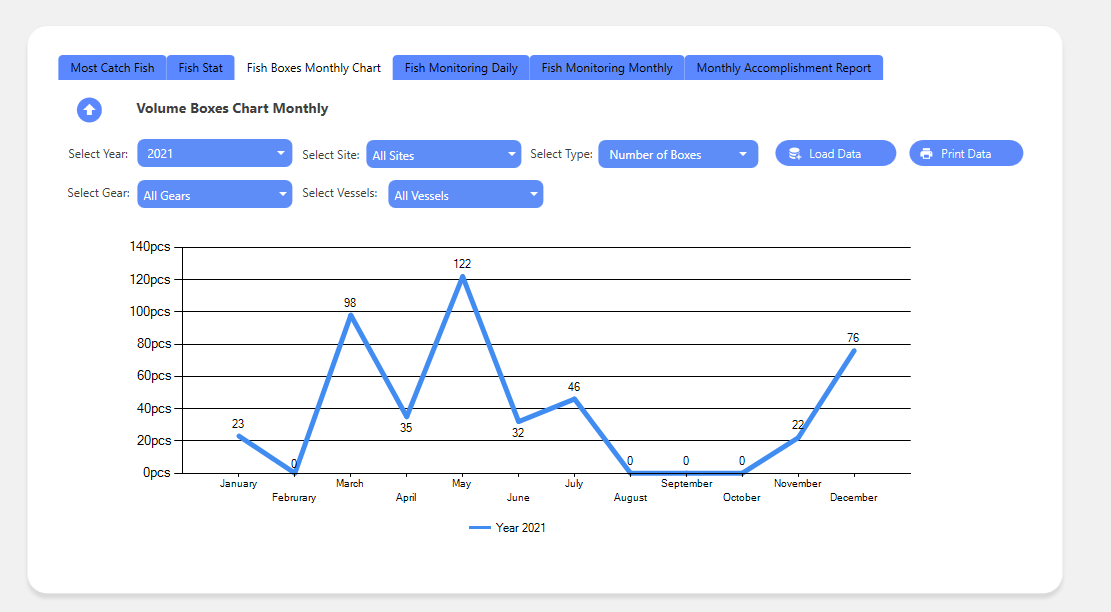 Most Catch Fish Fish Stat Fish Boxes Monthly Chart Fish Monitoring Daily Fish Monitoring Monthly Monthly Accomplishment Report
Volume Boxes Chart Monthly
Select Year: 2021 Select Site: All Sites Select Type: Number of Boxes Load Data Print Data
Select Gear: All Gears Select Vessels: All Vessels
140pcs
120pcs
100pcs
80pcs
60pcs
40pcs
20pcs
0pcs
23
0
98
35
122
32
46
0
0
0
22
76
January
Februrary
March
April
May
June
July
August
September
October
November
December
Year 2021